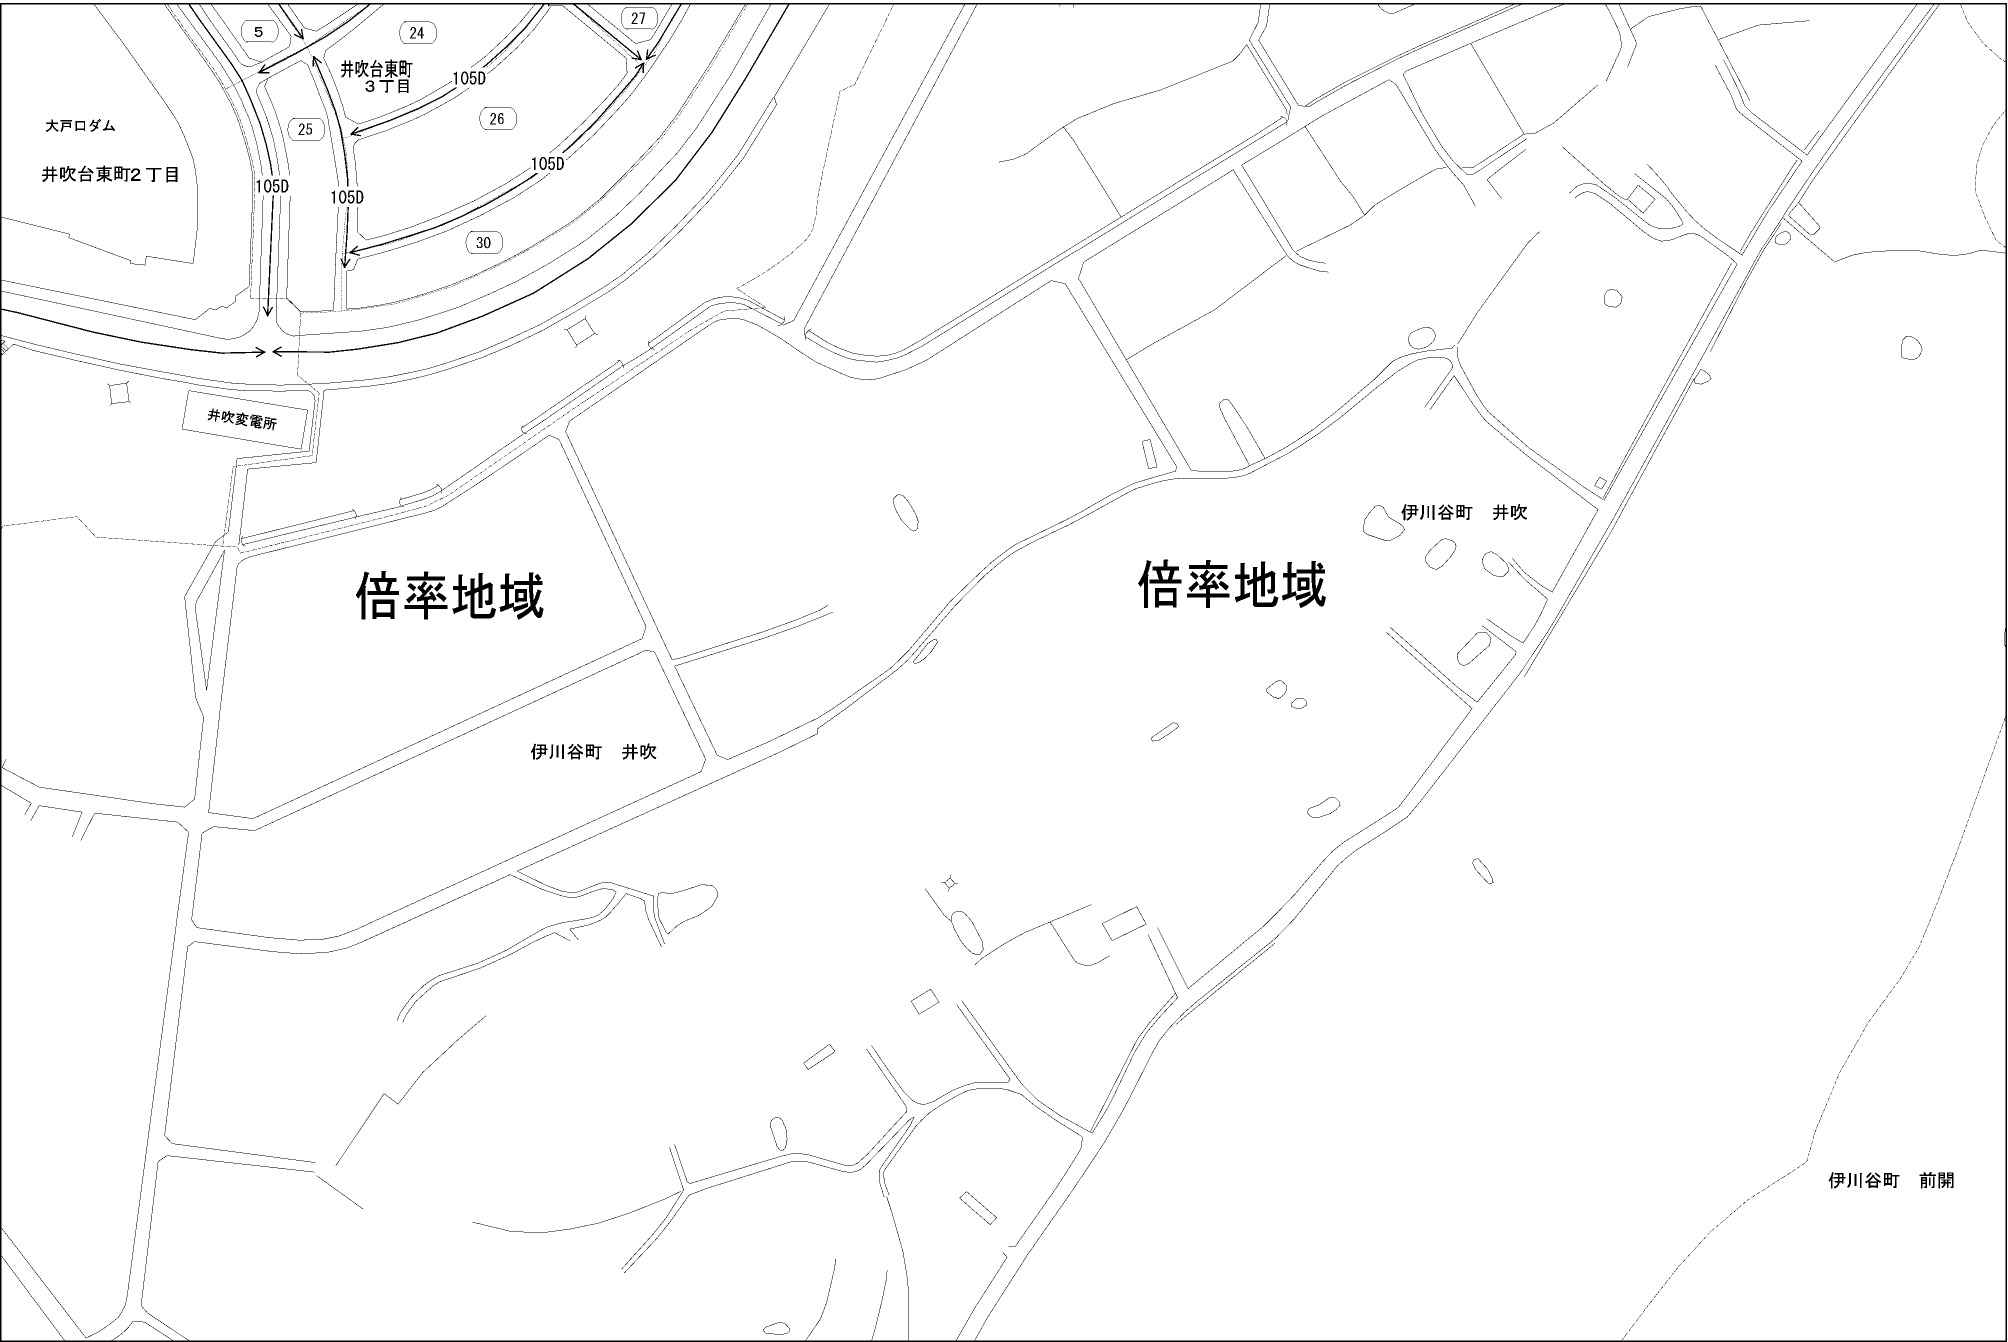 5
24
27
井吹台東町
３丁目
105D
大戸口ダム
25
26
井吹台東町２丁目
105D
105D
105D
30
井吹変電所
伊川谷町　井吹
倍率地域
倍率地域
伊川谷町　井吹
伊川谷町　前開